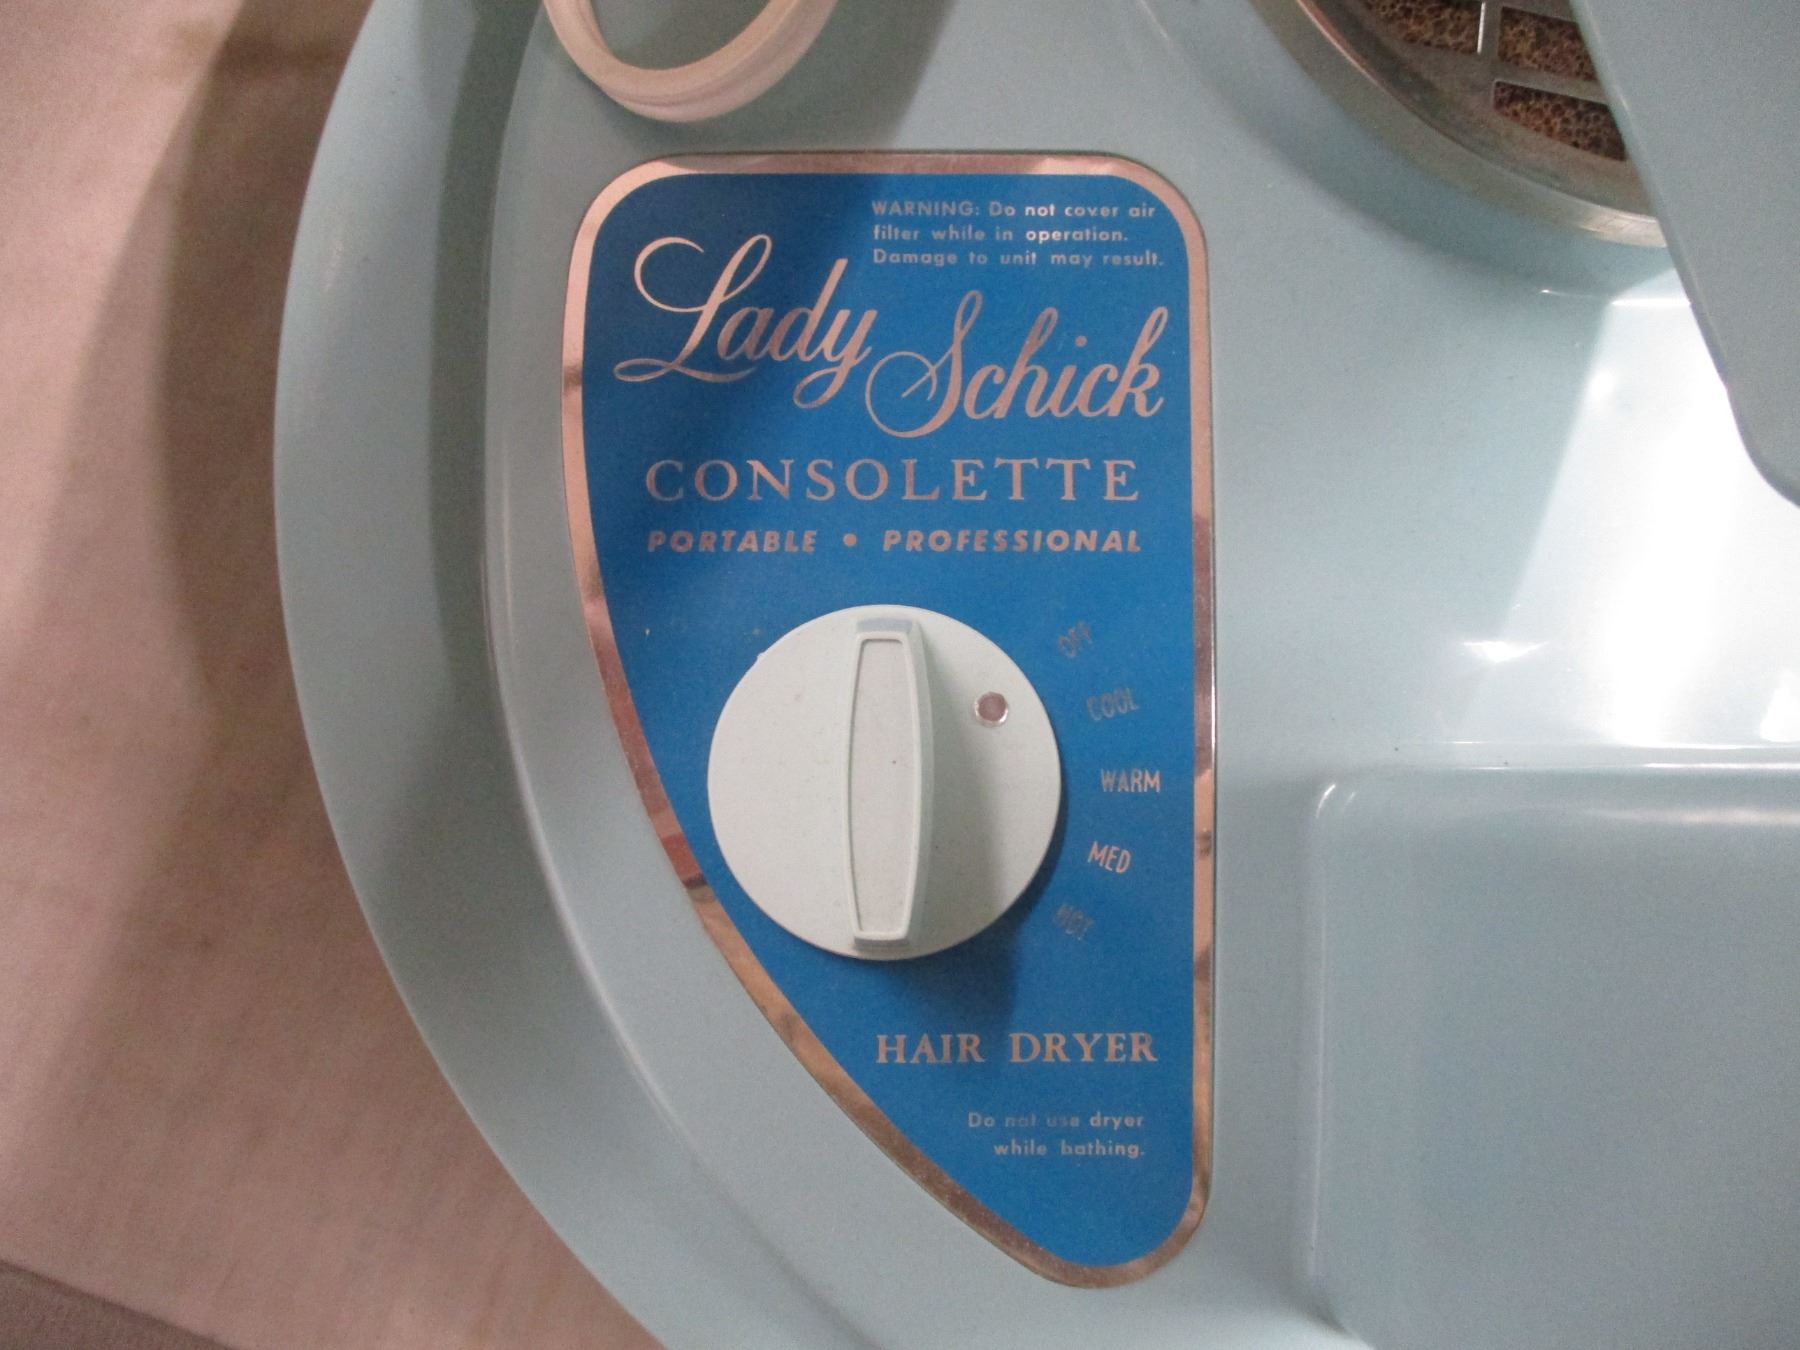 WARNING: Do not cover air
filter while in operation.
Damage to unit may result.
Lady Schick
CONSOLETTE
PORTABLE • PROFESSIONAL
OFF
COOL
WARM
MED
HOT
HAIR DRYER
Do not use dryer
while bathing.